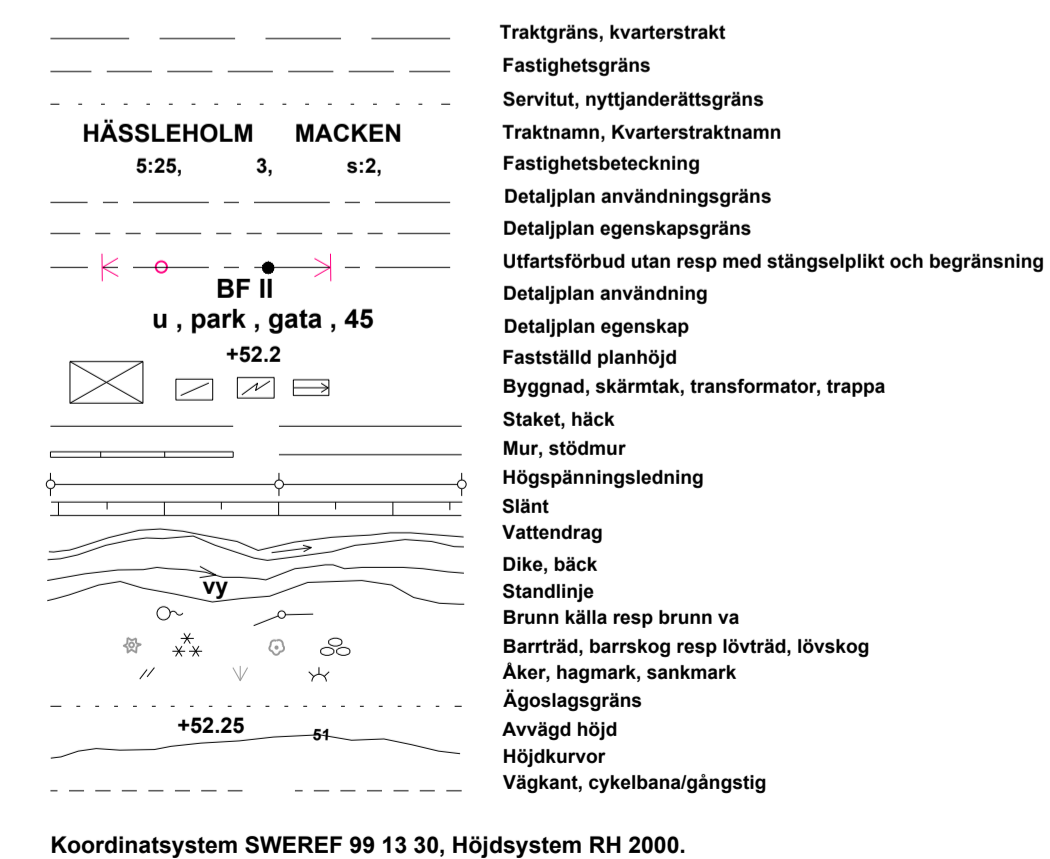 Traktgräns, kvarterstrakt
Fastighetsgräns
Servitut, nyttjanderättsgräns
HÄSSLEHOLM MACKEN Traktnamn, Kvarterstraktnamn
5:25, 3, s:2, Fastighetsbeteckning
Detaljplan användningsgräns
Detaljplan egenskapsgräns
Utfartsförbud utan resp med stängselplikt och begränsning
BF II Detaljplan användning
u , park , gata , 45 Detaljplan egenskap
+52.2 Fastställd planhöjd
Byggnad, skärmtak, transformator, trappa
Staket, häck
Mur, stödmur
Högspänningsledning
Slänt
Vattendrag
Dike, bäck
vy Standlinje
Brunn källa resp brunn va
Barrträd, barrskog resp lövträd, lövskog
Åker, hagmark, sankmark
Ägoslagsgräns
+52.25 51 Avvägd höjd
Höjdkurvor
Vägkant, cykelbana/gångstig
Koordinatsystem SWEREF 99 13 30, Höjdsystem RH 2000.